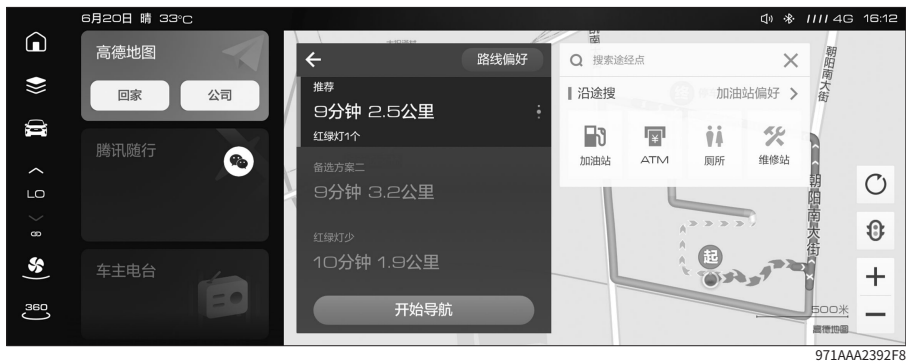 6月20日 晴 33°C
4G 16:12
高德地图
回家
公司
腾讯随行
车主电台
LO
360
路线偏好
推荐
9分钟 2.5公里
红绿灯1个
备选方案二
9分钟 3.2公里
红绿灯少
10分钟 1.9公里
开始导航
搜索途经点
沿途搜
加油站偏好
加油站
ATM
厕所
维修站
朝阳南大街
朝阳南大街
起
500米
高德地图
971AAA2392F8